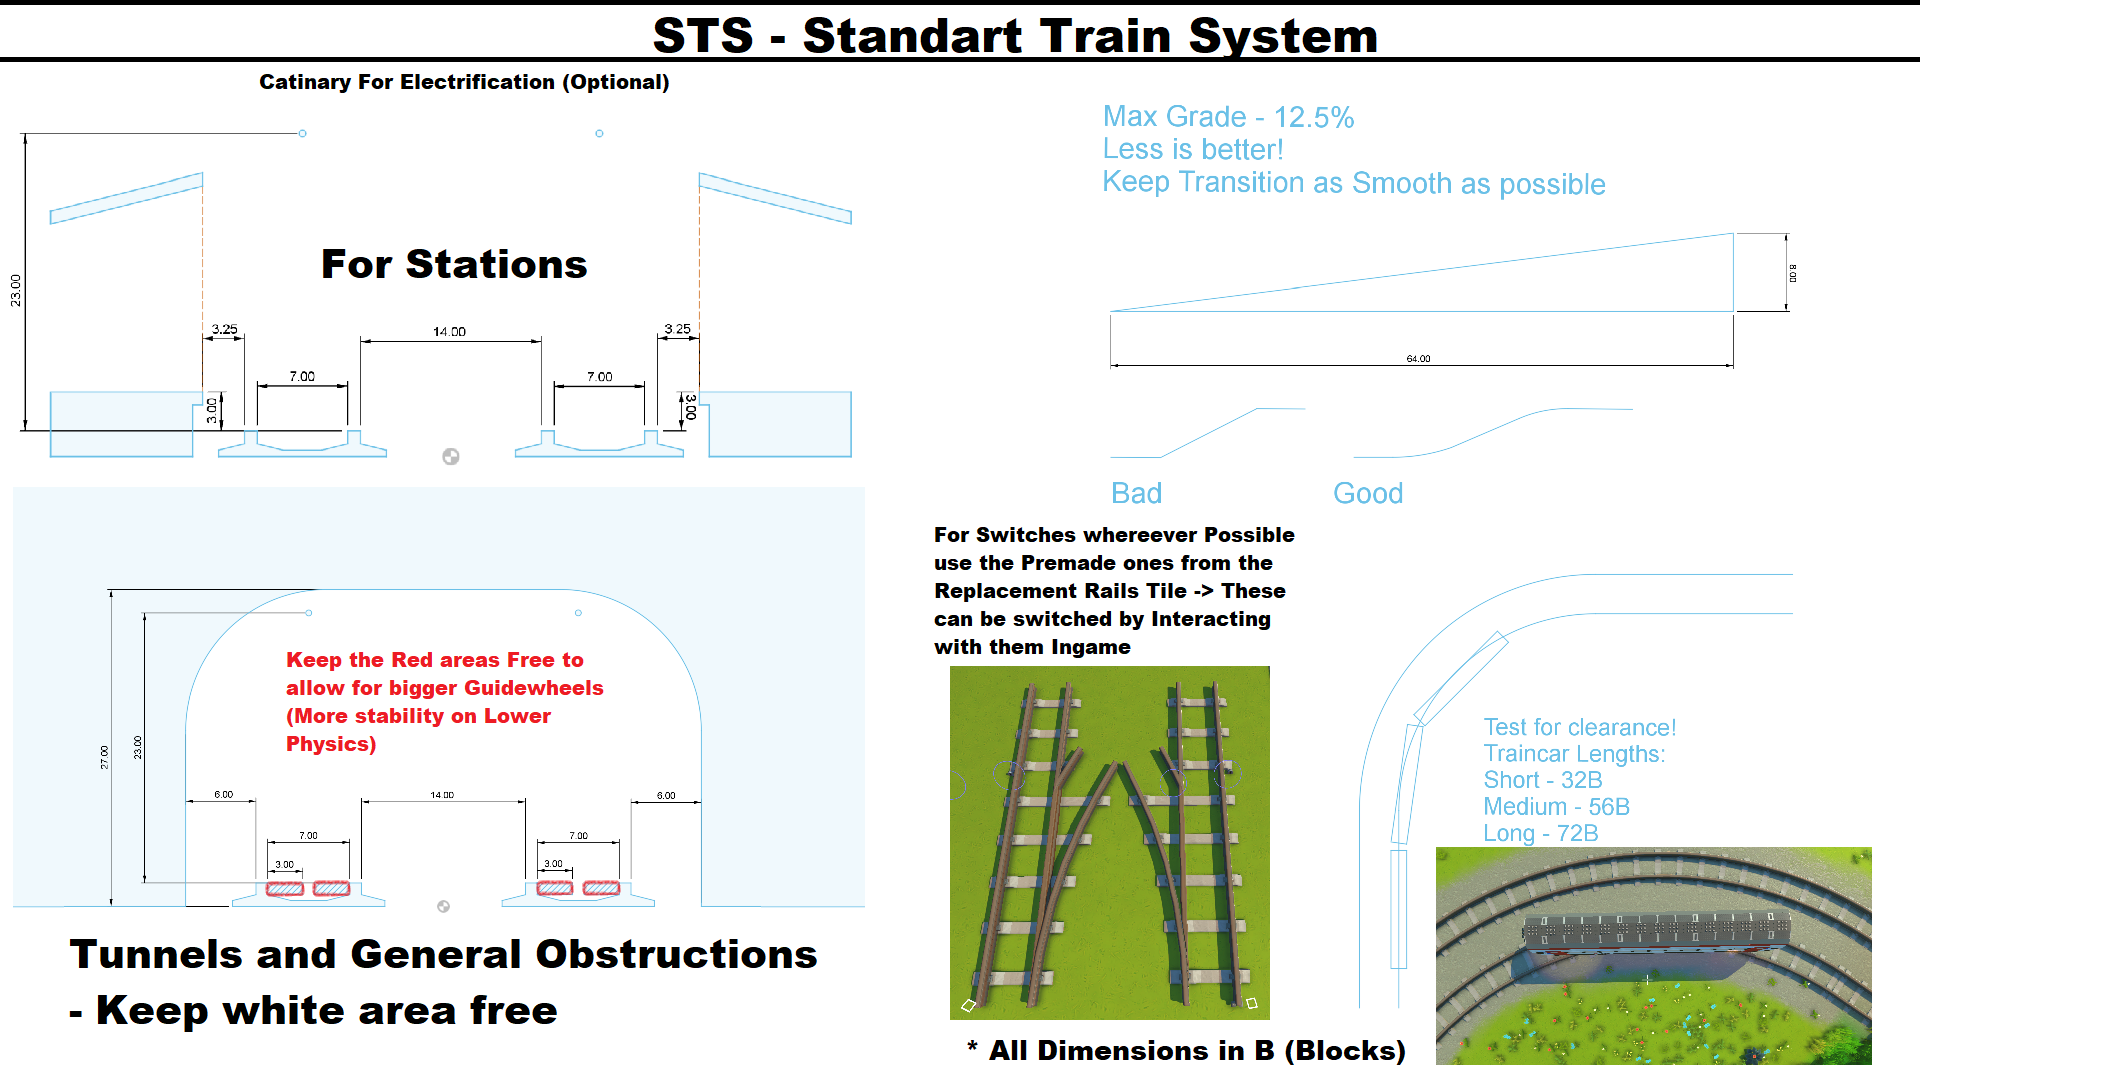 STS - Standart Train System
Catinary For Electrification (Optional)
For Stations
23.00
3.25
14.00
3.25
7.00
7.00
3.00
3.00
Max Grade - 12.5%
Less is better!
Keep Transition as Smooth as possible
8.00
64.00
Bad
Good
Keep the Red areas Free to
allow for bigger Guidewheels
(More stability on Lower
Physics)
27.00
23.00
6.00
14.00
6.00
7.00
7.00
3.00
3.00
Tunnels and General Obstructions
- Keep white area free
For Switches whereever Possible
use the Premade ones from the
Replacement Rails Tile -> These
can be switched by Interacting
with them Ingame
Test for clearance!
Traincar Lengths:
Short - 32B
Medium - 56B
Long - 72B
* All Dimensions in B (Blocks)